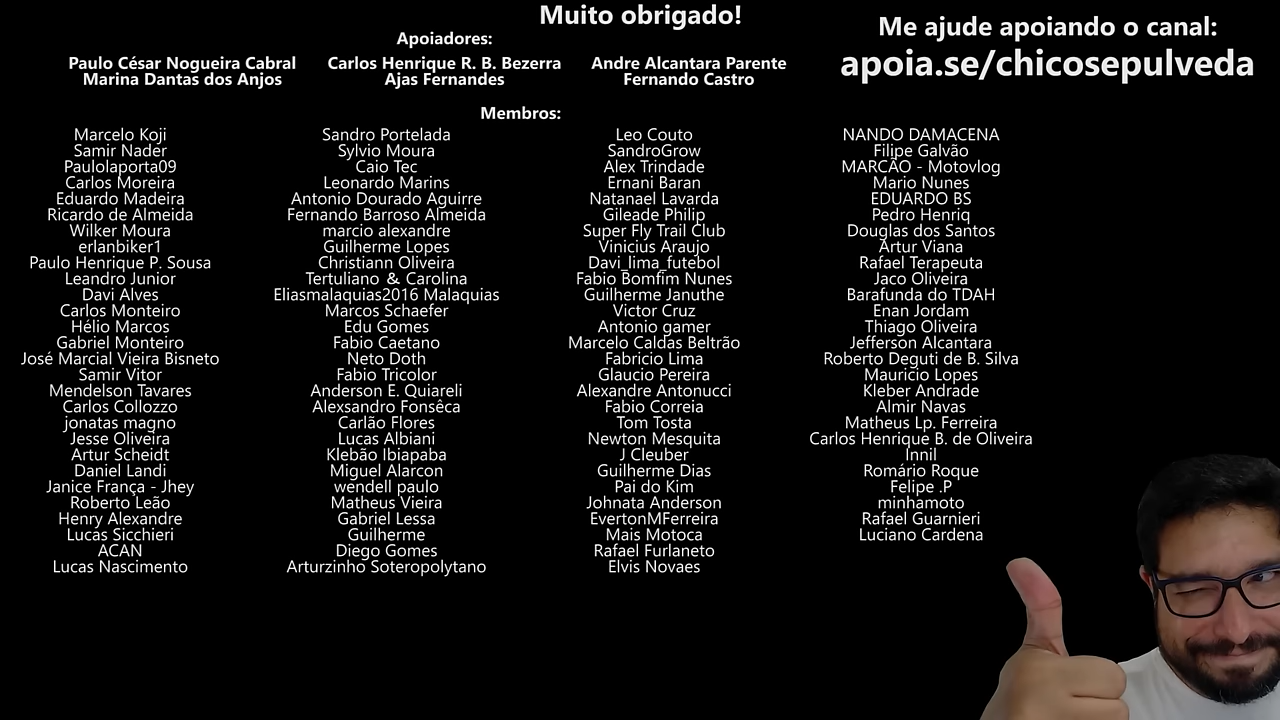 Muito obrigado!
Apoiadores:
Paulo César Nogueira Cabral
Marina Dantas dos Anjos
Carlos Henrique R. B. Bezerra
Ajas Fernandes
Andre Alcantara Parente
Fernando Castro
Me ajude apoiando o canal:
apoia.se/chicosepulveda
Membros:
Marcelo Koji
Samir Nader
Paulolaporta09
Carlos Moreira
Eduardo Madeira
Ricardo de Almeida
Wilker Moura
erlanbiker1
Paulo Henrique P. Sousa
Leandro Junior
Davi Alves
Carlos Monteiro
Hélio Marcos
Gabriel Monteiro
José Marcial Vieira Bisneto
Samir Vitor
Mendelson Tavares
Carlos Collozzo
jonatas magno
Jesse Oliveira
Artur Scheidt
Daniel Landi
Janice França - Jhey
Roberto Leão
Henry Alexandre
Lucas Sicchieri
ACAN
Lucas Nascimento
Sandro Portelada
Sylvio Moura
Caio Tec
Leonardo Marins
Antonio Dourado Aguirre
Fernando Barroso Almeida
marcio alexandre
Guilherme Lopes
Christiann Oliveira
Tertuliano & Carolina
Eliasmalaquias2016 Malaquias
Marcos Schaefer
Edu Gomes
Fabio Caetano
Neto Doth
Fabio Tricolor
Anderson E. Quiareli
Alexsandro Fonsêca
Carlão Flores
Lucas Albiani
Klebão Ibiapaba
Miguel Alarcon
wendell paulo
Matheus Vieira
Gabriel Lessa
Guilherme
Diego Gomes
Arturzinho Soteropolytano
Leo Couto
SandroGrow
Alex Trindade
Ernani Baran
Natanael Lavarda
Gileade Philip
Super Fly Trail Club
Vinicius Araujo
Davi_lima_futebol
Fabio Bomfim Nunes
Guilherme Januthe
Victor Cruz
Antonio gamer
Marcelo Caldas Beltrão
Fabricio Lima
Glaucio Pereira
Alexandre Antonucci
Fabio Correia
Tom Tosta
Newton Mesquita
J Cleuber
Guilherme Dias
Pai do Kim
Johnata Anderson
EvertonMFerreira
Mais Motoca
Rafael Furlaneto
Elvis Novaes
NANDO DAMACENA
Filipe Galvão
MARCÃO - Motovlog
Mario Nunes
EDUARDO BS
Pedro Henriq
Douglas dos Santos
Artur Viana
Rafael Terapeuta
Jaco Oliveira
Barafunda do TDAH
Enan Jordam
Thiago Oliveira
Jefferson Alcantara
Roberto Deguti de B. Silva
Mauricio Lopes
Kleber Andrade
Almir Navas
Matheus Lp. Ferreira
Carlos Henrique B. de Oliveira
Innil
Romário Roque
Felipe .P
minhamoto
Rafael Guarnieri
Luciano Cardena